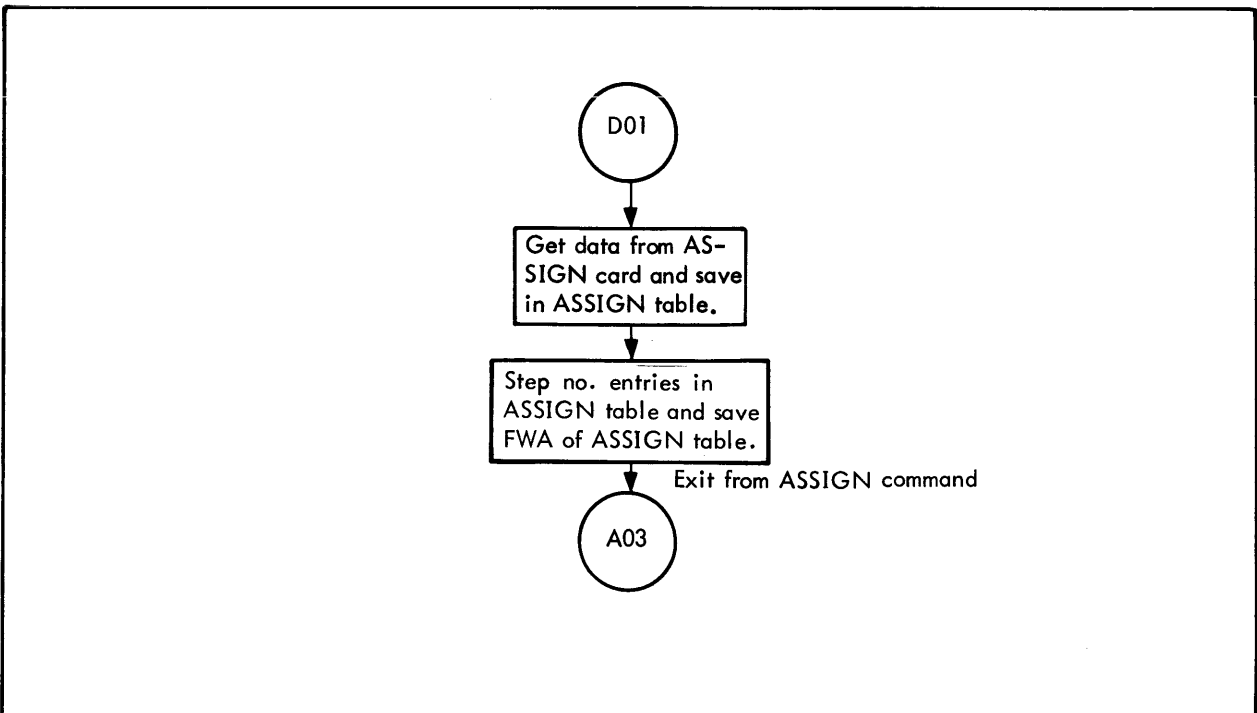 D01
Get data from AS-
SIGN card and save
in ASSIGN table.
Step no. entries in
ASSIGN table and save
FWA of ASSIGN table.
Exit from ASSIGN command
A03